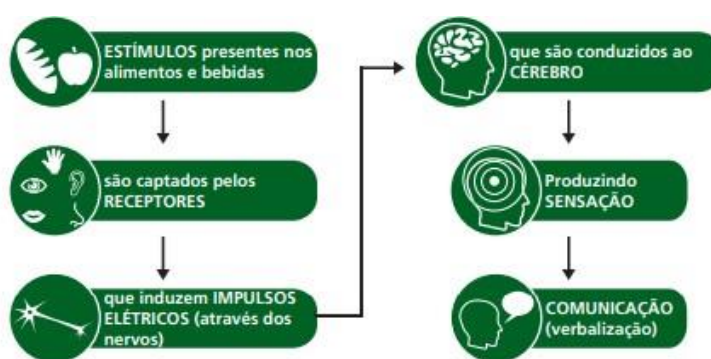 ESTÍMULOS presentes nos
alimentos e bebidas
são captados pelos
RECEPTORES
que induzem IMPULSOS
ELÉTRICOS (através dos
nervos)
que são conduzidos ao
CÉREBRO
Produzindo
SENSAÇÃO
COMUNICAÇÃO
(verbalização)